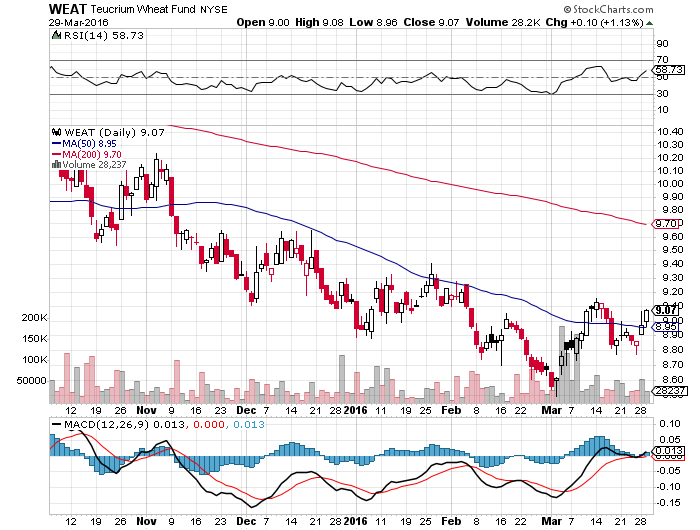 WEAT Teucrium Wheat Fund NYSE © StockCharts.com
29-Mar-2016 Open 9.00 High 9.08 Low 8.96 Close 9.07 Volume 28.2K Chg +0.10 (+1.13%)
RSI(14) 58.73
90
70
58.73
50
30
10
WEAT (Daily) 9.07
MA(50) 8.95
MA(200) 9.70
Volume 28,237
10.40
10.30
10.20
10.10
10.00
9.90
9.80
9.70
9.60
9.50
9.40
9.30
9.20
9.10
9.07
9.00
8.95
8.80
8.70
8.60
28237
200K
150K
100K
50000
12 19 26 Nov 9 16 23 Dec 7 14 21 28 2016 11 19 25 Feb 8 16 22 Mar 7 14 21 28
MACD(12,26,9) 0.013, 0.000, 0.013
0.10
0.05
0.013
-0.05
-0.10
-0.15
12 19 26 Nov 9 16 23 Dec 7 14 21 28 2016 11 19 25 Feb 8 16 22 Mar 7 14 21 28